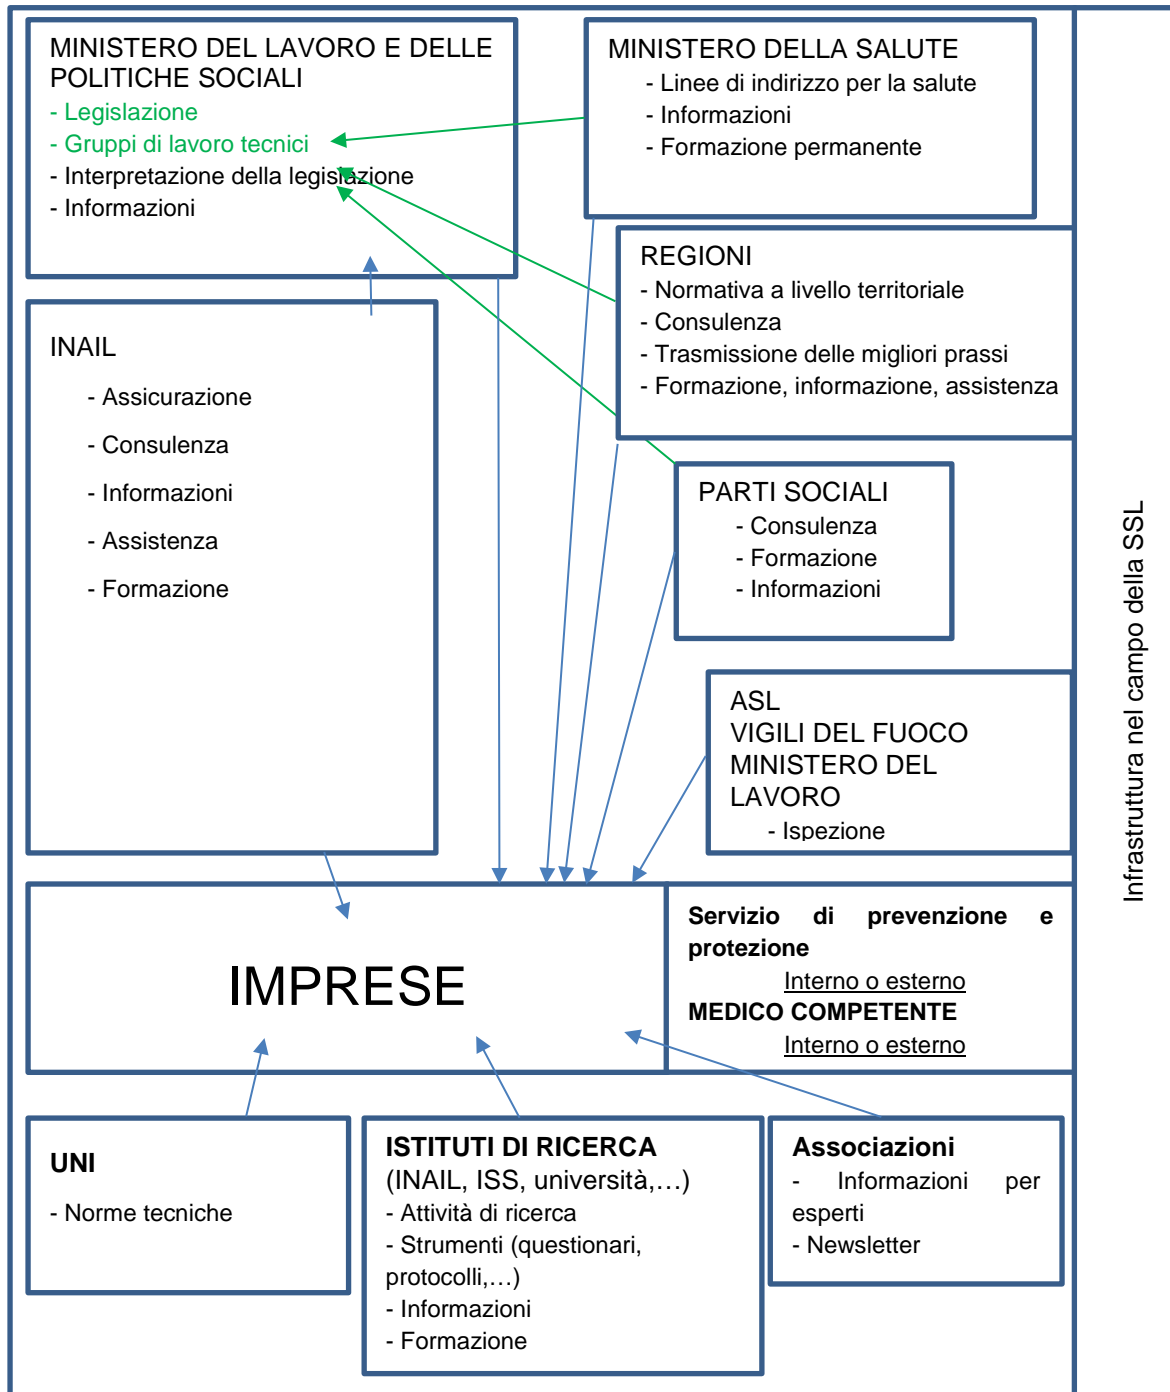 MINISTERO DEL LAVORO E DELLE
POLITICHE SOCIALI
- Legislazione
- Gruppi di lavoro tecnici
- Interpretazione della legislazione
- Informazioni
MINISTERO DELLA SALUTE
- Linee di indirizzo per la salute
- Informazioni
- Formazione permanente
REGIONI
- Normativa a livello territoriale
- Consulenza
- Trasmissione delle migliori prassi
- Formazione, informazione, assistenza
INAIL
- Assicurazione
- Consulenza
- Informazioni
- Assistenza
- Formazione
PARTI SOCIALI
- Consulenza
- Formazione
- Informazioni
ASL
VIGILI DEL FUOCO
MINISTERO DEL
LAVORO
- Ispezione
Infrastruttura nel campo della SSL
IMPRESE
Servizio di prevenzione e
protezione
Interno o esterno
MEDICO COMPETENTE
Interno o esterno
UNI
- Norme tecniche
ISTITUTI DI RICERCA
(INAIL, ISS, università,…)
- Attività di ricerca
- Strumenti (questionari,
protocolli,…)
- Informazioni
- Formazione
Associazioni
- Informazioni per
esperti
- Newsletter